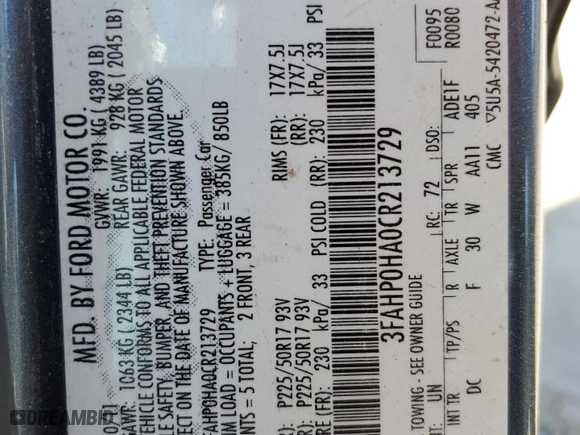 MFD. BY FORD MOTOR CO.
GVWR: 1991 KG ( 4389 LB)
GAWR: 1063 KG ( 2344 LB) REAR GAWR: 928 KG ( 2045 LB)
VEHICLE CONFORMS TO ALL APPLICABLE FEDERAL MOTOR
SAFETY, BUMPER, AND THEFT PREVENTION STANDARDS
EFFECT ON THE DATE OF MANUFACTURE SHOWN ABOVE.
3FAHP0HA0CR213729 TYPE: Passenger Car
LOAD = OCCUPANTS + LUGGAGE = 385KG/ 850LB
= 5 TOTAL; 2 FRONT, 3 REAR
P225/50R17 93V RIMS (FR): 17X7.5J
P225/50R17 93V (RR): 17X7.5J
(FR): 230 kPa/ 33 PSI COLD (RR): 230 kPa/ 33 PSI
3FAHP0HA0CR213729
TOWING - SEE OWNER GUIDE F0095
R0080
UN RC: 72 DSO:
INT TR TP/PS R AXLE TR SPR ADE1F
DC F 30 W AA11 405
CMC ▽5U5A-5420472-A
DREAMBID